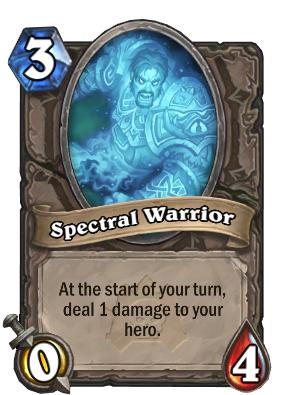 3
Spectral Warrior
At the start of your turn,
deal 1 damage to your
hero.
0
4